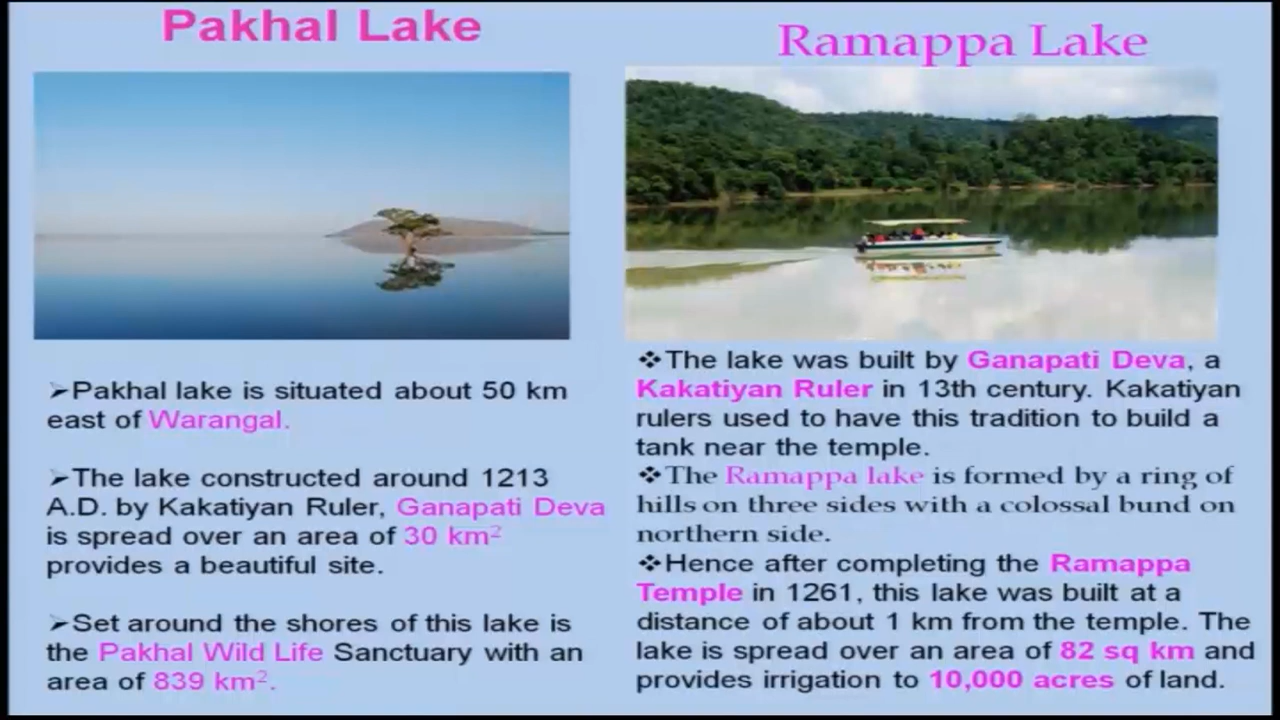 Pakhal Lake
➢Pakhal lake is situated about 50 km
east of Warangal.
➢The lake constructed around 1213
A.D. by Kakatiyan Ruler, Ganapati Deva
is spread over an area of 30 km²
provides a beautiful site.
➢Set around the shores of this lake is
the Pakhal Wild Life Sanctuary with an
area of 839 km².
Ramappa Lake
❖The lake was built by Ganapati Deva, a
Kakatiyan Ruler in 13th century. Kakatiyan
rulers used to have this tradition to build a
tank near the temple.
❖The Ramappa lake is formed by a ring of
hills on three sides with a colossal bund on
northern side.
❖Hence after completing the Ramappa
Temple in 1261, this lake was built at a
distance of about 1 km from the temple. The
lake is spread over an area of 82 sq km and
provides irrigation to 10,000 acres of land.